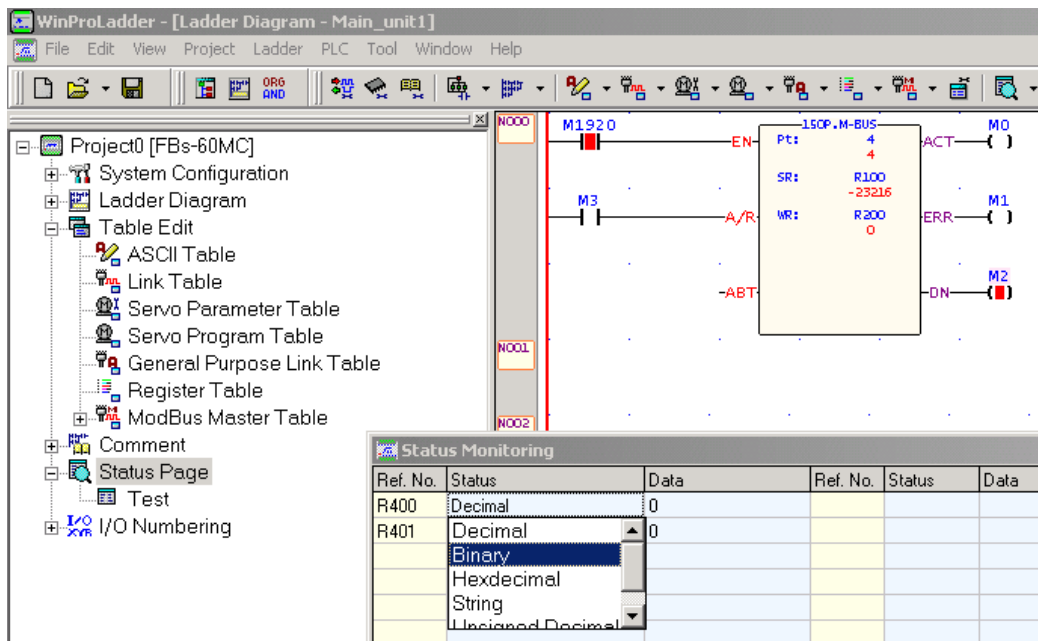 WinProLadder - [Ladder Diagram - Main_unit1]
File Edit View Project Ladder PLC Tool Window Help
ORG
AND
Project0 [FBs-60MC]
System Configuration
Ladder Diagram
Table Edit
ASCII Table
Link Table
Servo Parameter Table
Servo Program Table
General Purpose Link Table
Register Table
ModBus Master Table
Comment
Status Page
Test
I/O Numbering
N000
M1920
EN
150P.M-BUS
Pt: 4
4
ACT
M0
SR: R100
-23216
M3
A/R
WR: R200
0
ERR
M1
ABT
DN
M2
N001
N002
Status Monitoring
Ref. No. Status Data Ref. No. Status Data
R400 Decimal 0
R401 0
Decimal
Binary
Hexdecimal
String
Unsigned Decimal